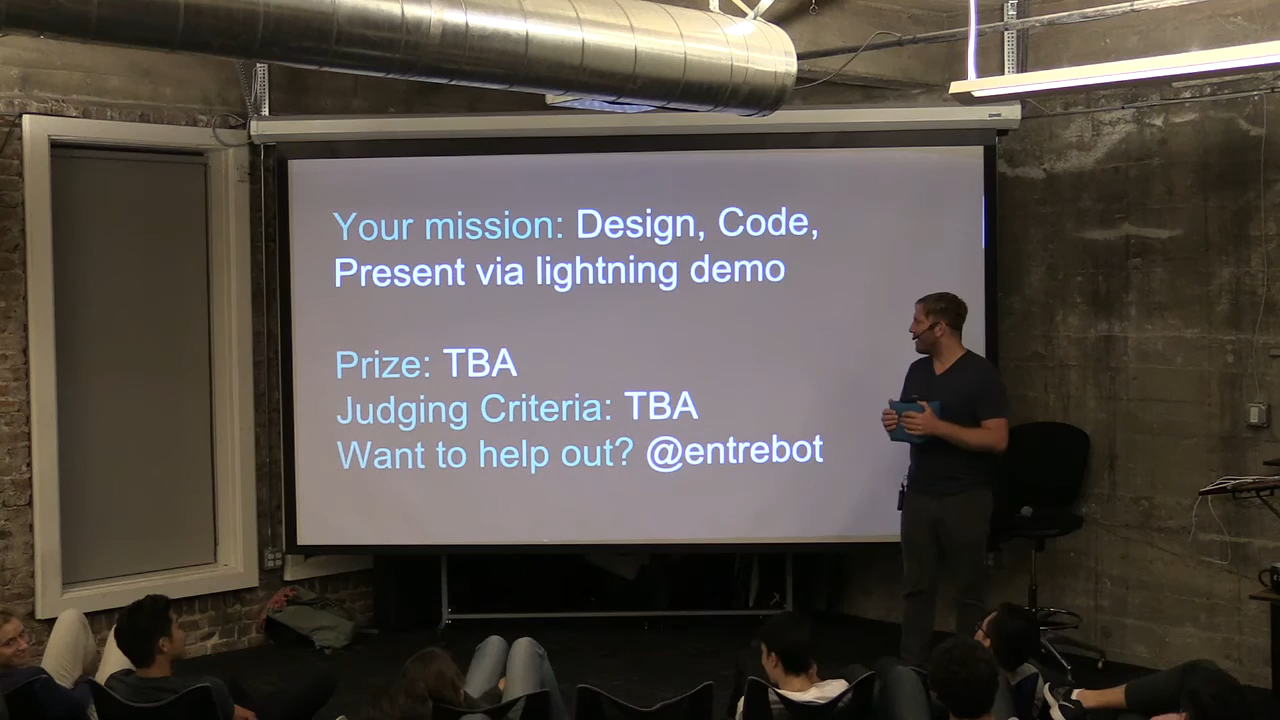 Your mission: Design, Code,
Present via lightning demo
Prize: TBA
Judging Criteria: TBA
Want to help out? @entrebot